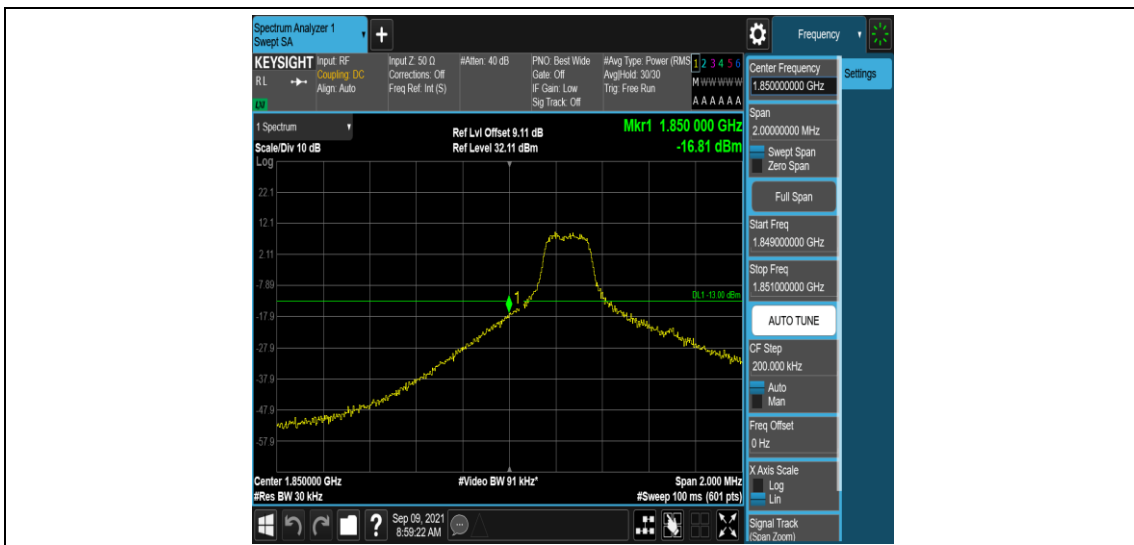 Spectrum Analyzer 1
Swept SA
Frequency
KEYSIGHT
RL
LXI
Input: RF
Coupling: DC
Align: Auto
Input Z: 50 Ω
Corrections: Off
Freq Ref: Int (S)
#Atten: 40 dB
PNO: Best Wide
Gate: Off
IF Gain: Low
Sig Track: Off
#Avg Type: Power (RMS
Avg|Hold: 30/30
Trig: Free Run
1 2 3 4 5 6
M W W W W W
A A A A A A
1 Spectrum
Scale/Div 10 dB
Log
Ref Lvl Offset 9.11 dB
Ref Level 32.11 dBm
Mkr1 1.850 000 GHz
-16.81 dBm
22.1
12.1
2.11
-7.89
-17.9
-27.9
-37.9
-47.9
-57.9
1
DL1 -13.00 dBm
Center 1.850000 GHz
#Res BW 30 kHz
#Video BW 91 kHz*
Span 2.000 MHz
#Sweep 100 ms (601 pts)
?
Sep 09, 2021
8:59:22 AM
Center Frequency
1.850000000 GHz
Settings
Span
2.00000000 MHz
Swept Span
Zero Span
Full Span
Start Freq
1.849000000 GHz
Stop Freq
1.851000000 GHz
AUTO TUNE
CF Step
200.000 kHz
Auto
Man
Freq Offset
0 Hz
X Axis Scale
Log
Lin
Signal Track
(Span Zoom)